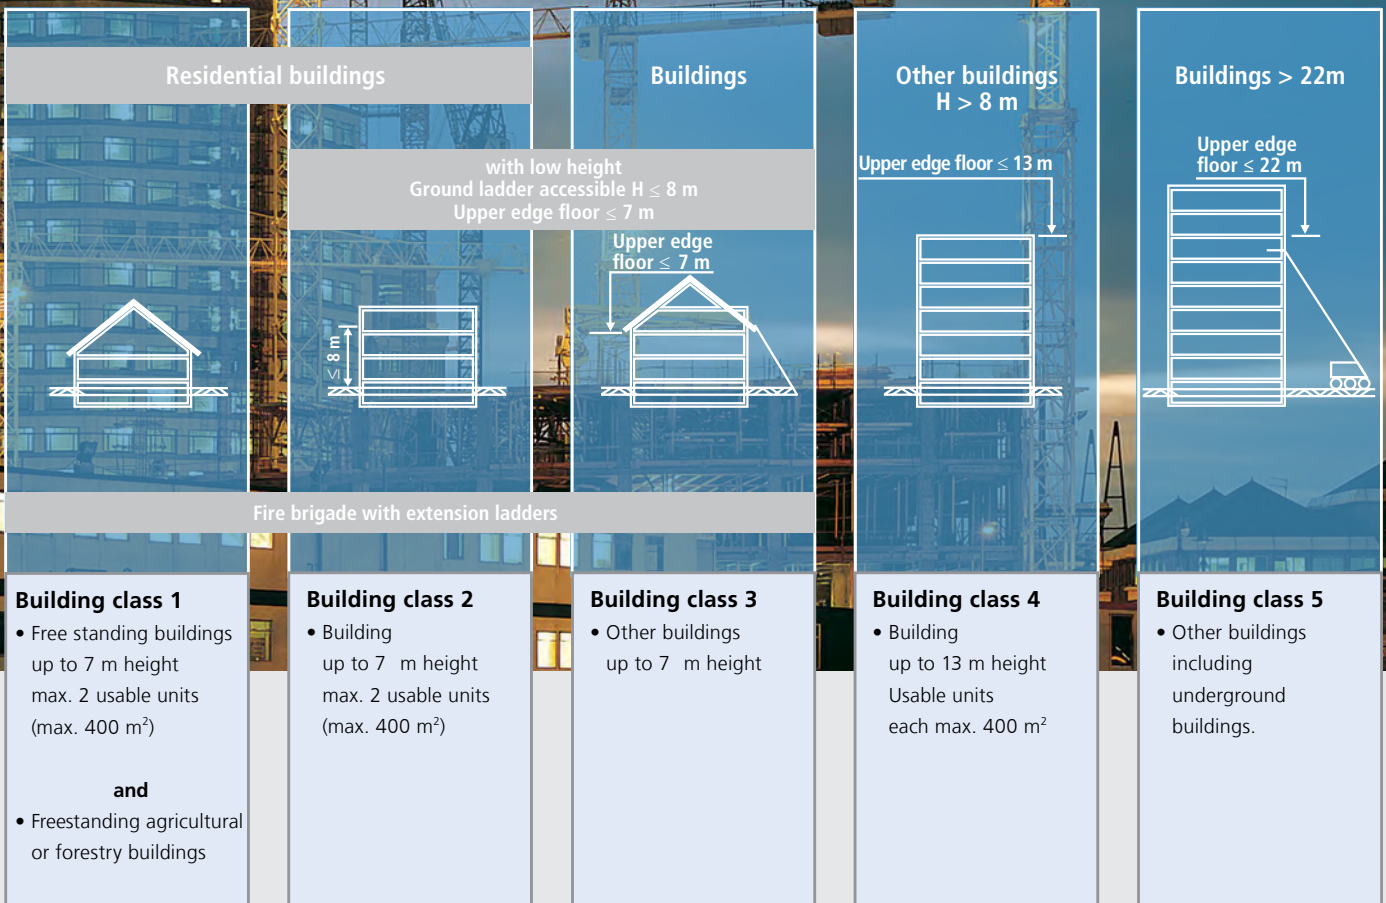 Residential buildings
Buildings
Other buildings
H > 8 m
Buildings > 22m
with low height
Ground ladder accessible H ≤ 8 m
Upper edge floor ≤ 7 m
≤ 8 m
Upper edge
floor ≤ 7 m
Upper edge floor ≤ 13 m
Upper edge
floor ≤ 22 m
Fire brigade with extension ladders
Building class 1
• Free standing buildings
up to 7 m height
max. 2 usable units
(max. 400 m²)
and
• Freestanding agricultural
or forestry buildings
Building class 2
• Building
up to 7 m height
max. 2 usable units
(max. 400 m²)
Building class 3
• Other buildings
up to 7 m height
Building class 4
• Building
up to 13 m height
Usable units
each max. 400 m²
Building class 5
• Other buildings
including
underground
buildings.